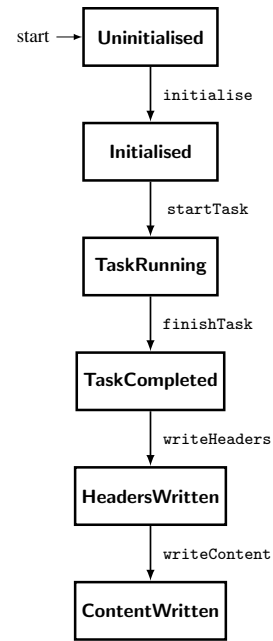 start
Uninitialised
initialise
Initialised
startTask
TaskRunning
finishTask
TaskCompleted
writeHeaders
HeadersWritten
writeContent
ContentWritten